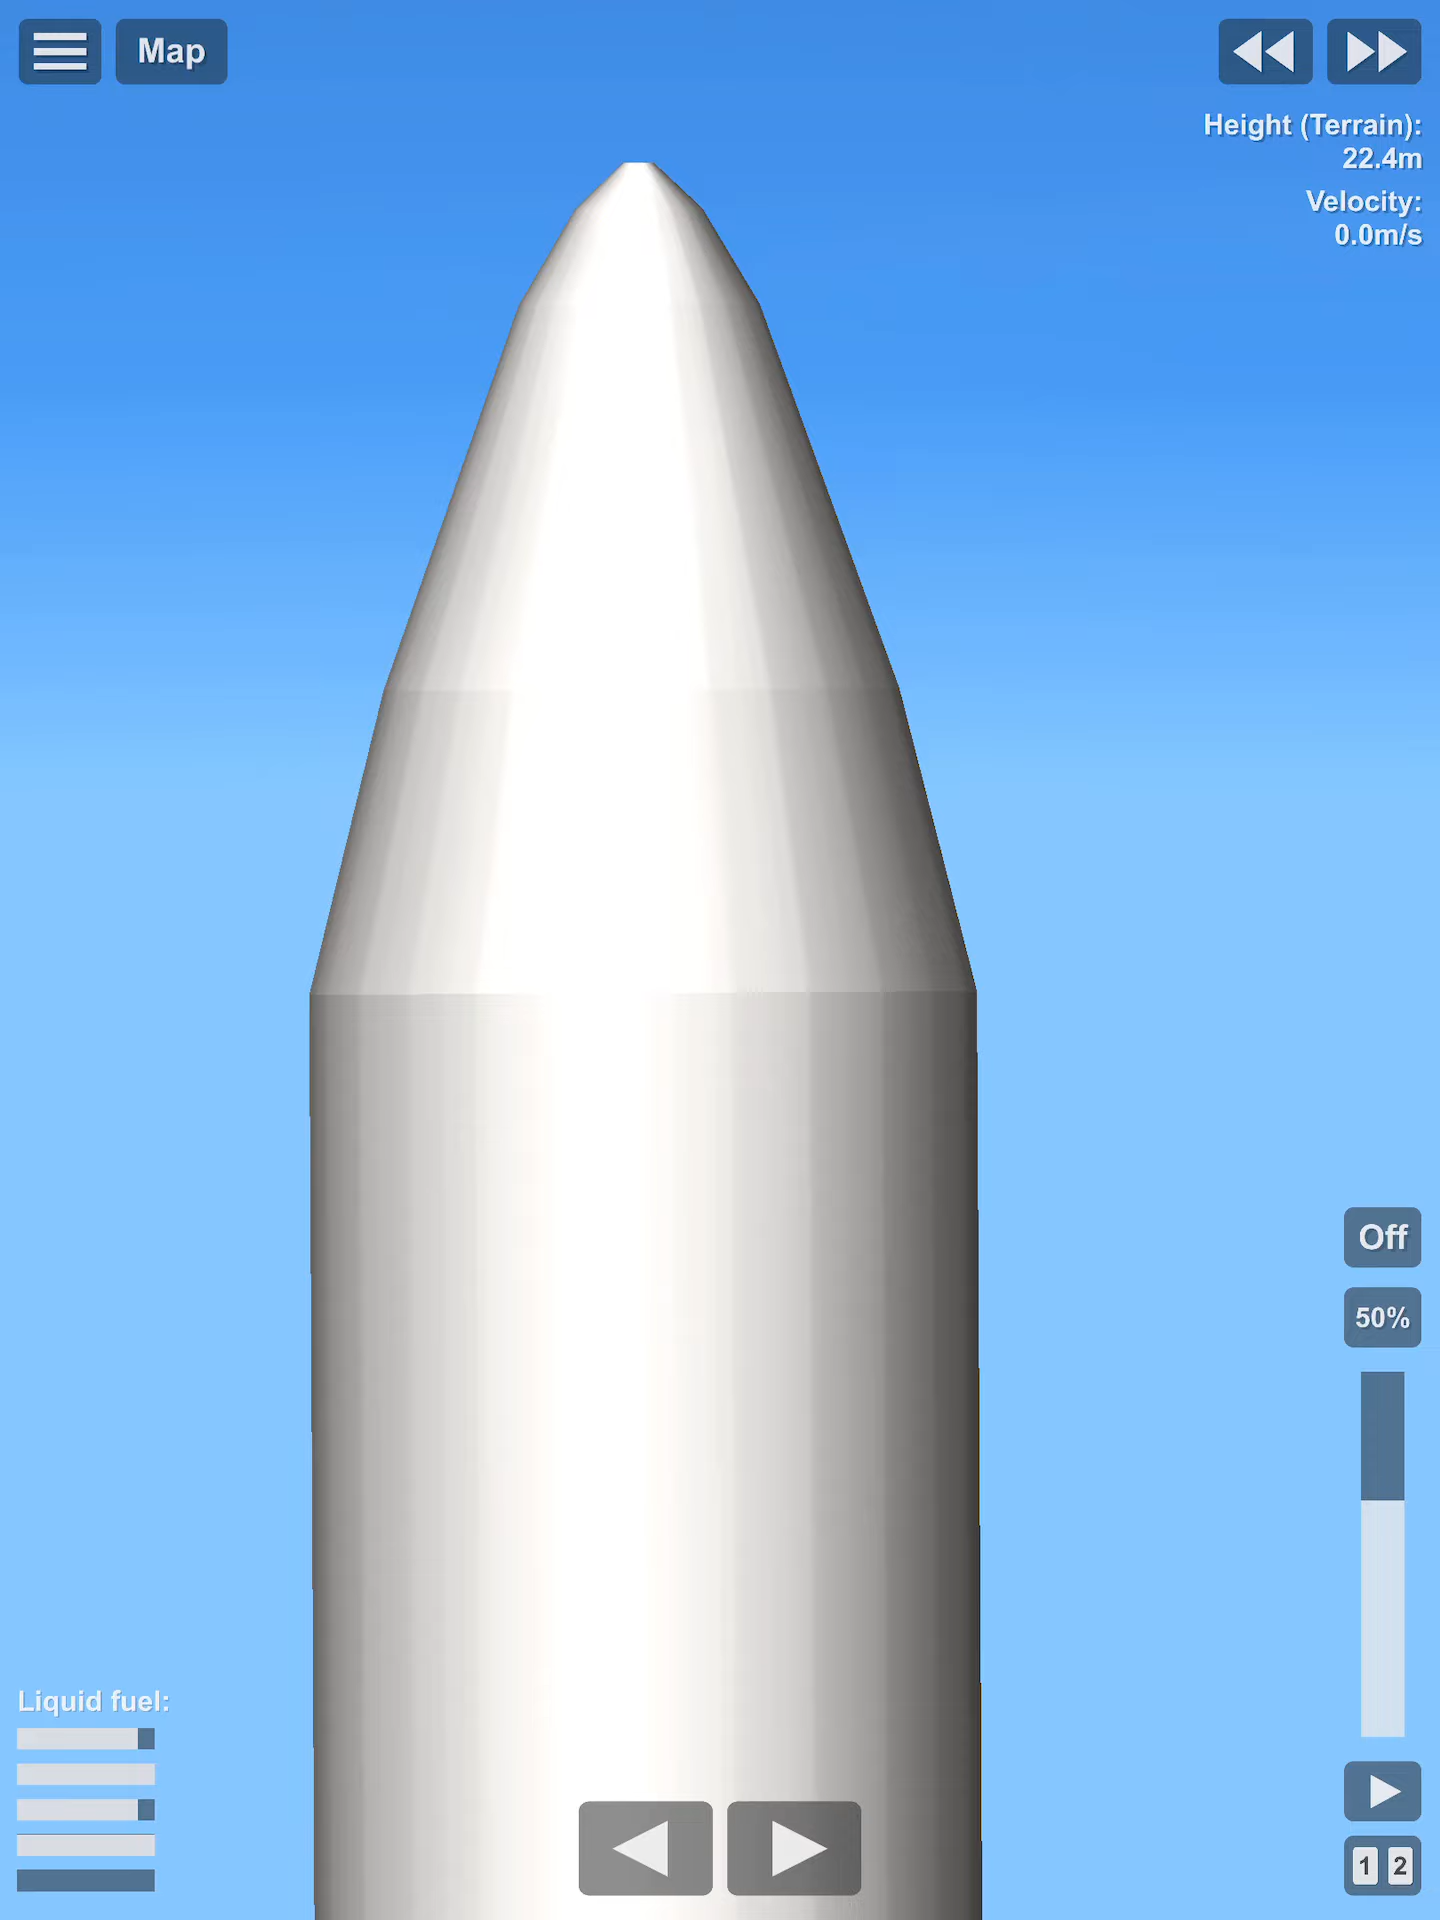 Map
Height (Terrain):
22.4m
Velocity:
0.0m/s
Off
50%
Liquid fuel:
1 2